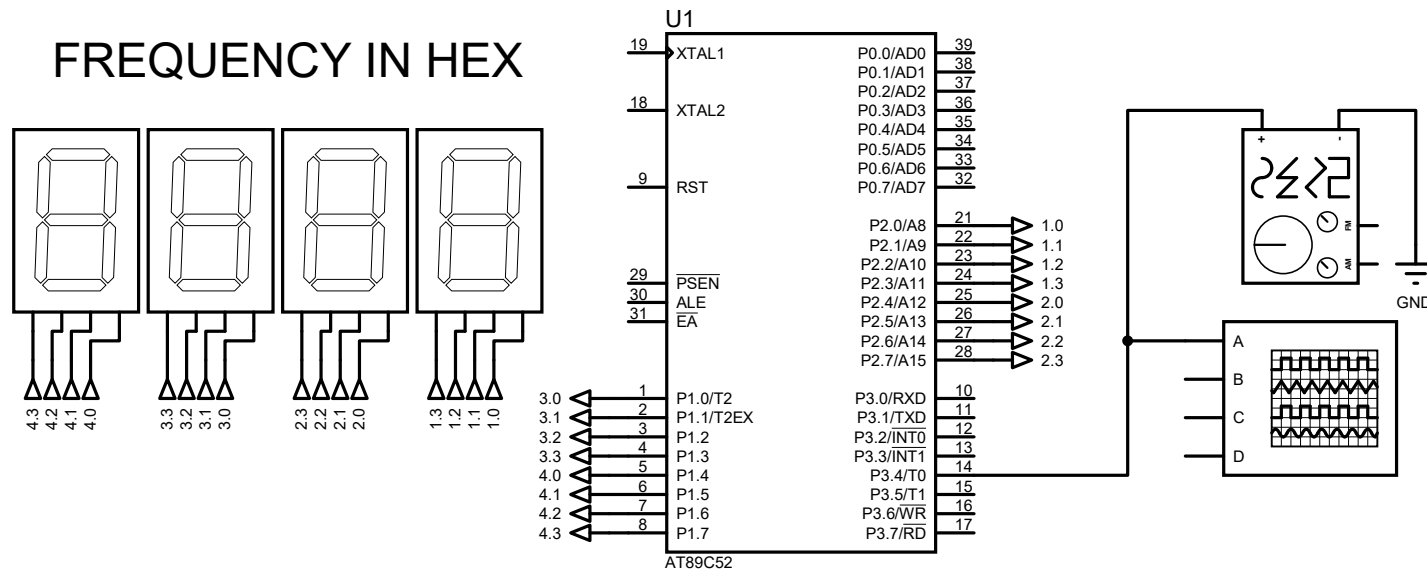 FREQUENCY IN HEX
4.3 4.2 4.1 4.0
3.3 3.2 3.1 3.0
2.3 2.2 2.1 2.0
1.3 1.2 1.1 1.0
U1
19 XTAL1
18 XTAL2
9 RST
29 PSEN
30 ALE
31 EA
3.0 1 P1.0/T2
3.1 2 P1.1/T2EX
3.2 3 P1.2
3.3 4 P1.3
4.0 5 P1.4
4.1 6 P1.5
4.2 7 P1.6
4.3 8 P1.7
P0.0/AD0 39
P0.1/AD1 38
P0.2/AD2 37
P0.3/AD3 36
P0.4/AD4 35
P0.5/AD5 34
P0.6/AD6 33
P0.7/AD7 32
P2.0/A8 21 1.0
P2.1/A9 22 1.1
P2.2/A10 23 1.2
P2.3/A11 24 1.3
P2.4/A12 25 2.0
P2.5/A13 26 2.1
P2.6/A14 27 2.2
P2.7/A15 28 2.3
P3.0/RXD 10
P3.1/TXD 11
P3.2/INT0 12
P3.3/INT1 13
P3.4/T0 14
P3.5/T1 15
P3.6/WR 16
P3.7/RD 17
AT89C52
+ -
FM
AM
GND
A
B
C
D